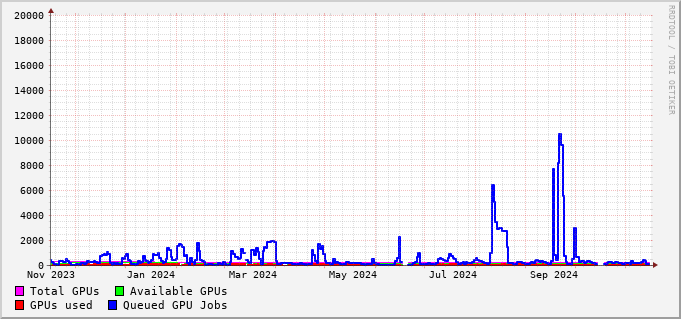 20000
18000
16000
14000
12000
10000
8000
6000
4000
2000
0
Nov 2023 Jan 2024 Mar 2024 May 2024 Jul 2024 Sep 2024
Total GPUs Available GPUs
GPUs used Queued GPU Jobs
RRDTOOL / TOBI OETIKER